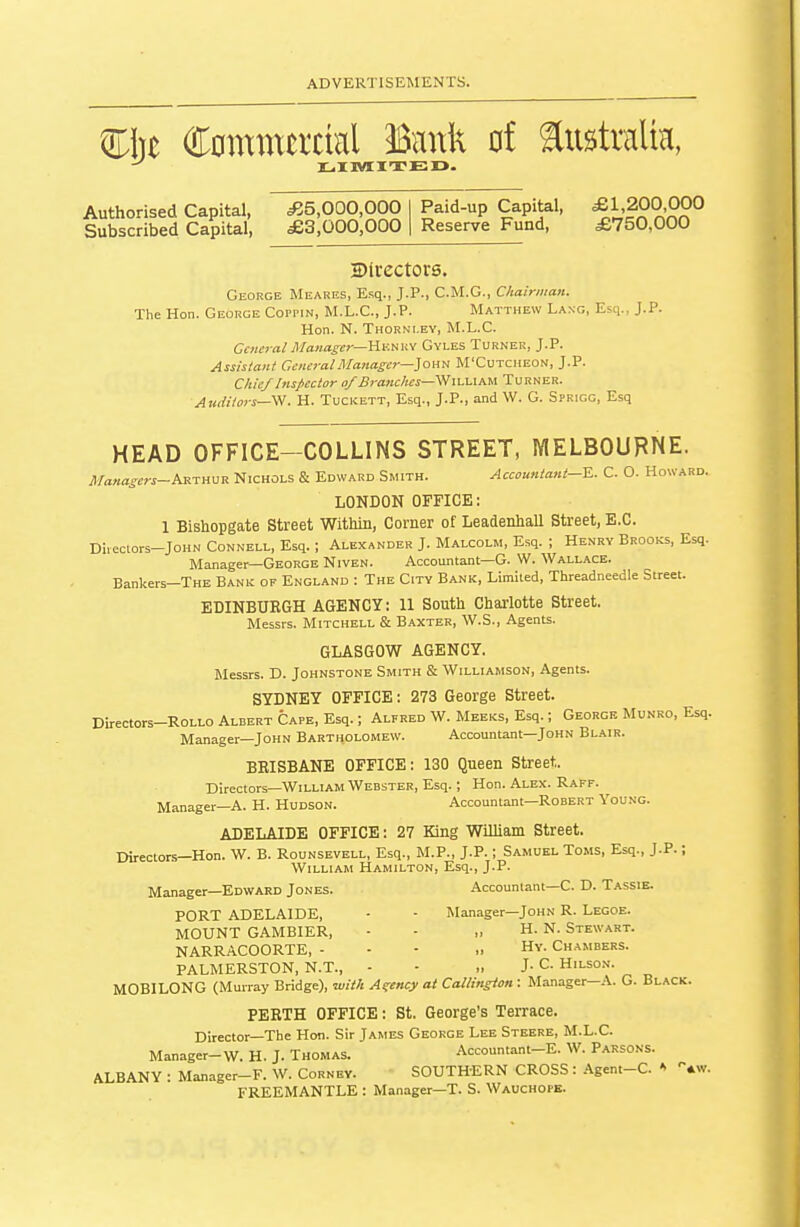 ADVERTISEMENTS.
The Commercial Bank of Australia,
LIMITED.
Authorised Capital, £5,000,000 | Paid-up Capital, £1,200,000
Subscribed Capital, £3,000,000 | Reserve Fund, £750,000
Directors.
GEORGE MEARES, Esq., J.P., C.M.G., Chairman.
The Hon. GEORGE COPPIN, M.L.C., J.P. MATTHEW LANG, Esq., J.P.
Hon. N. THORNLEY, M.L.C.
General Manager—HENRY GYLES TURNER, J.P.
Assistant General Manager—JOHN M'CUTCHEON, J.P.
Chief Inspector of Branches—WILLIAM TURNER.
Auditors—W. H. TUCKETT, Esq., J.P., and W. G. SPRIGG, Esq
HEAD OFFICE—COLLINS STREET, MELBOURNE.
Managers—ARTHUR NICHOLS & EDWARD SMITH. Accountant—E. C. O. HOWARD.
LONDON OFFICE:
1 Bishopgate Street Within, Corner of Leadenhall Street, E.C.
Directors—JOHN CONNELL, Esq. ; ALEXANDER J. MALCOLM, Esq. ; HENRY BROOKS, Esq.
Manager—GEORGE NIVEN. Accountant—G. W. WALLACE.
Bankers—THE BANK OF ENGLAND : THE CITY BANK, Limited, Threadneedle Street.
EDINBURGH AGENCY: 11 South Charlotte Street.
Messrs. MITCHELL & BAXTER, W.S., Agents.
GLASGOW AGENCY.
Messrs. D. JOHNSTONE SMITH & WILLIAMSON, Agents.
SYDNEY OFFICE: 273 George Street.
Directors—ROLLO ALBERT CAPE, Esq. ; ALFRED W. MEEKS, Esq. ; GEORGE MUNRO, Esq.
Manager—JOHN BARTHOLOMEW. Accountant—JOHN BLAIR.
BRISBANE OFFICE: 130 Queen Street.
Directors—WILLIAM WEBSTER, Esq. ; Hon. ALEX. RAFF.
Manager—A. H. HUDSON. Accountant—ROBERT YOUNG.
ADELAIDE OFFICE: 27 King William Street.
Directors—Hon. W. B. ROUNSEVELL, Esq., M.P., J.P. ; SAMUEL TOMS, Esq., J.P. ;
WILLIAM HAMILTON, Esq., J.P.
Manager—EDWARD JONES. Accountant—C. D. TASSIE.
PORT ADELAIDE, - - Manager—JOHN R. LEGOE.
MOUNT GAMBIER, - - „ H. N. STEWART.
NARRACOORTE, - - - „ HY. CHAMBERS.
PALMERSTON, N.T., - - „ J. C. HILSON.
MOBILONG (Murray Bridge), with Agency at Callington : Manager—A. G. BLACK.
PERTH OFFICE: St. George's Terrace.
Director—The Hon. Sir JAMES GEORGE LEE STEERE, M.L.C.
Manager—W. H. J. THOMAS. Accountant—E. W. PARSONS.
ALBANY : Manager—F. W. CORNEY. SOUTHERN CROSS : Agent—C.
FREEMANTLE : Manager—T. S. WAUCHOPE.